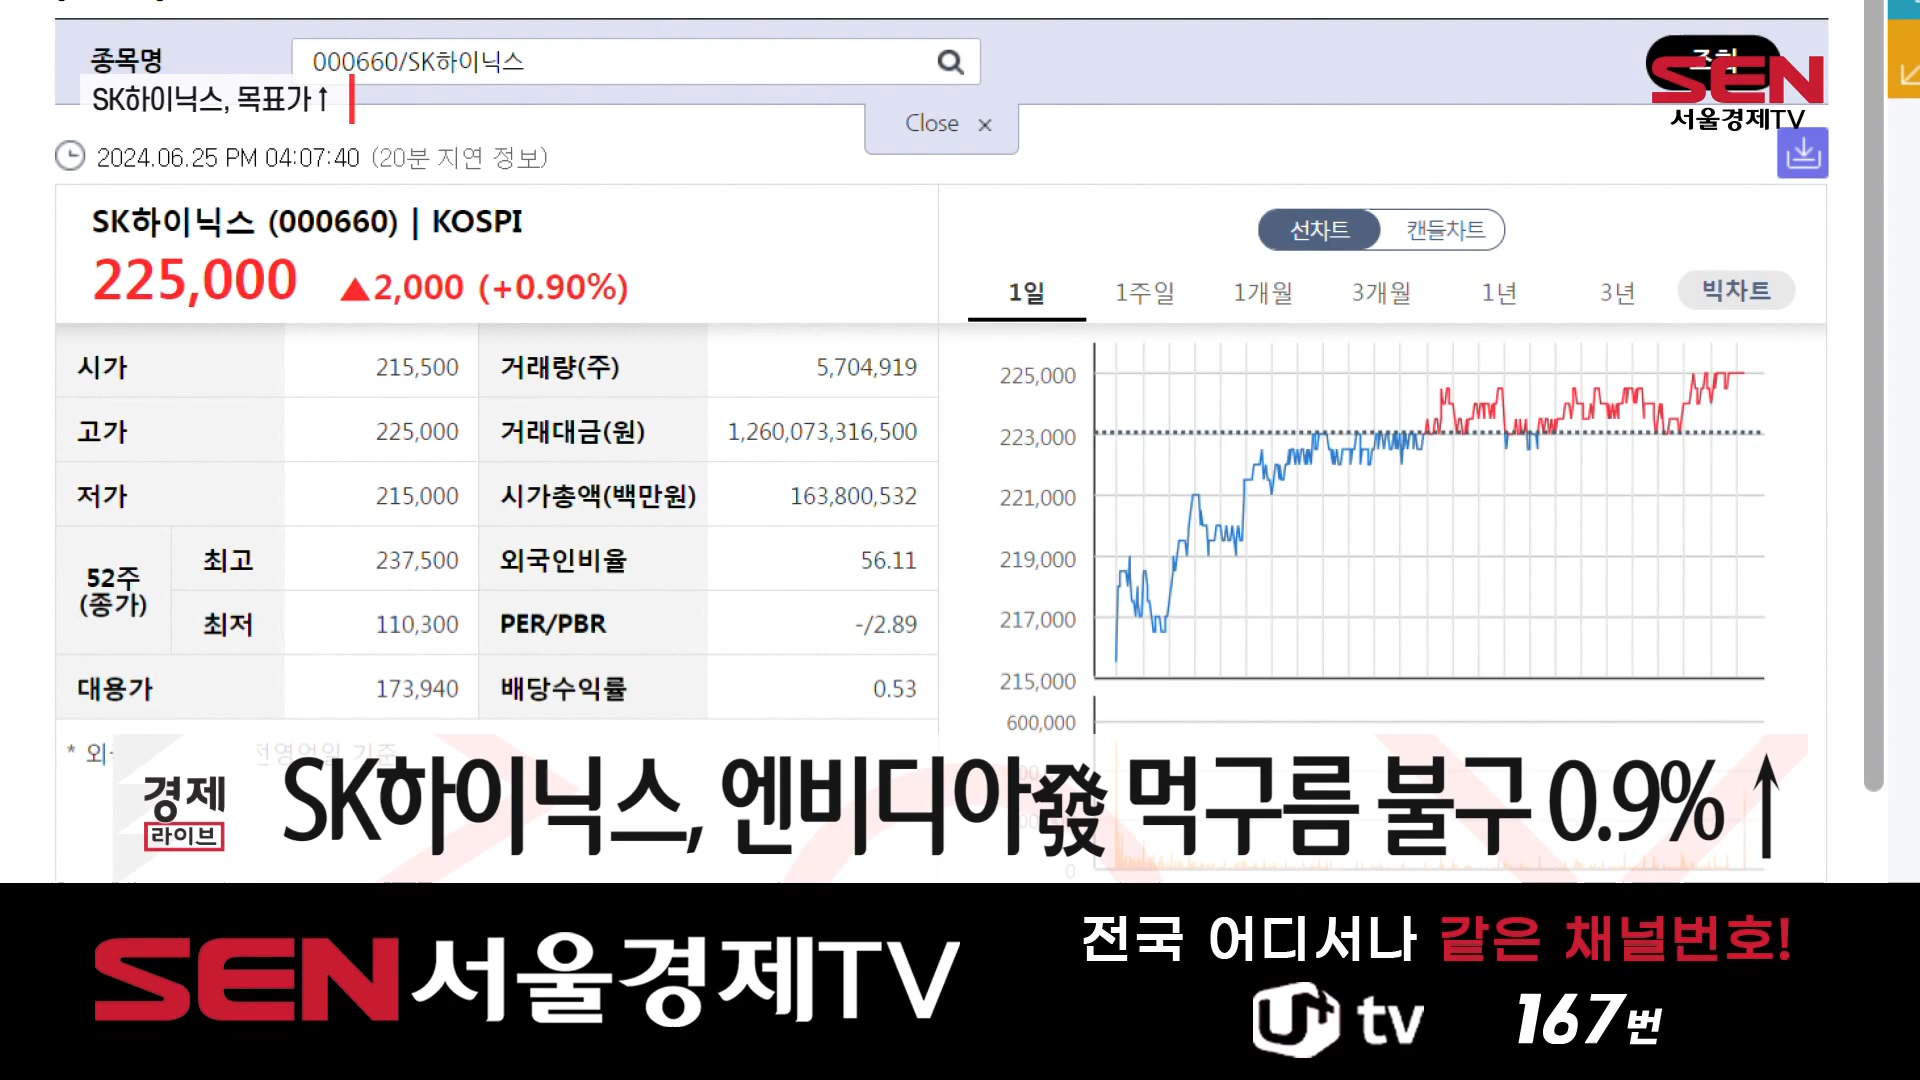 종목명
000660/SK하이닉스
SEN
서울경제TV
SK하이닉스, 목표가↑
Close ×
2024.06.25 PM 04:07:40 (20분 지연 정보)
SK하이닉스 (000660) | KOSPI
225,000 ▲2,000 (+0.90%)
시가 215,500 거래량(주) 5,704,919
고가 225,000 거래대금(원) 1,260,073,316,500
저가 215,000 시가총액(백만원) 163,800,532
52주
(종가)
최고 237,500 외국인비율 56.11
최저 110,300 PER/PBR -/2.89
대용가 173,940 배당수익률 0.53
선차트 캔들차트
1일 1주일 1개월 3개월 1년 3년 빅차트
225,000
223,000
221,000
219,000
217,000
215,000
600,000
0
* 외 전영업일 기준
경제
라이브
SK하이닉스, 엔비디아發 먹구름 불구 0.9%↑
SEN서울경제TV
전국 어디서나 같은 채널번호!
U+ tv 167번